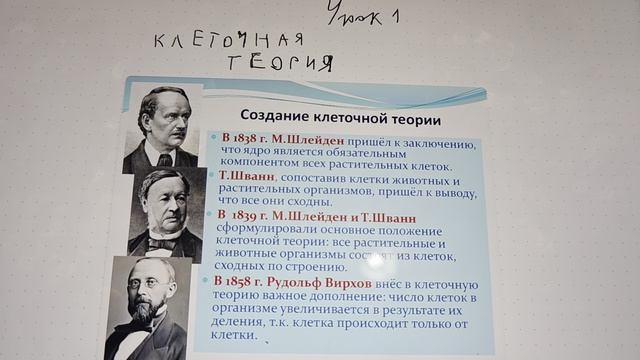 Урок 1
КЛЕТОЧНАЯ
ТЕОРИЯ
Создание клеточной теории
В 1838 г. М.Шлейден пришёл к заключению,
что ядро является обязательным
компонентом всех растительных клеток.
Т.Шванн, сопоставив клетки животных и
растительных организмов, пришёл к выводу,
что все они сходны.
В 1839 г. М.Шлейден и Т.Шванн
сформулировали основное положение
клеточной теории: все растительные и
животные организмы состоят из клеток,
сходных по строению.
В 1858 г. Рудольф Вирхов внёс в клеточную
теорию важное дополнение: число клеток в
организме увеличивается в результате их
деления, т.к. клетка происходит только от
клетки.